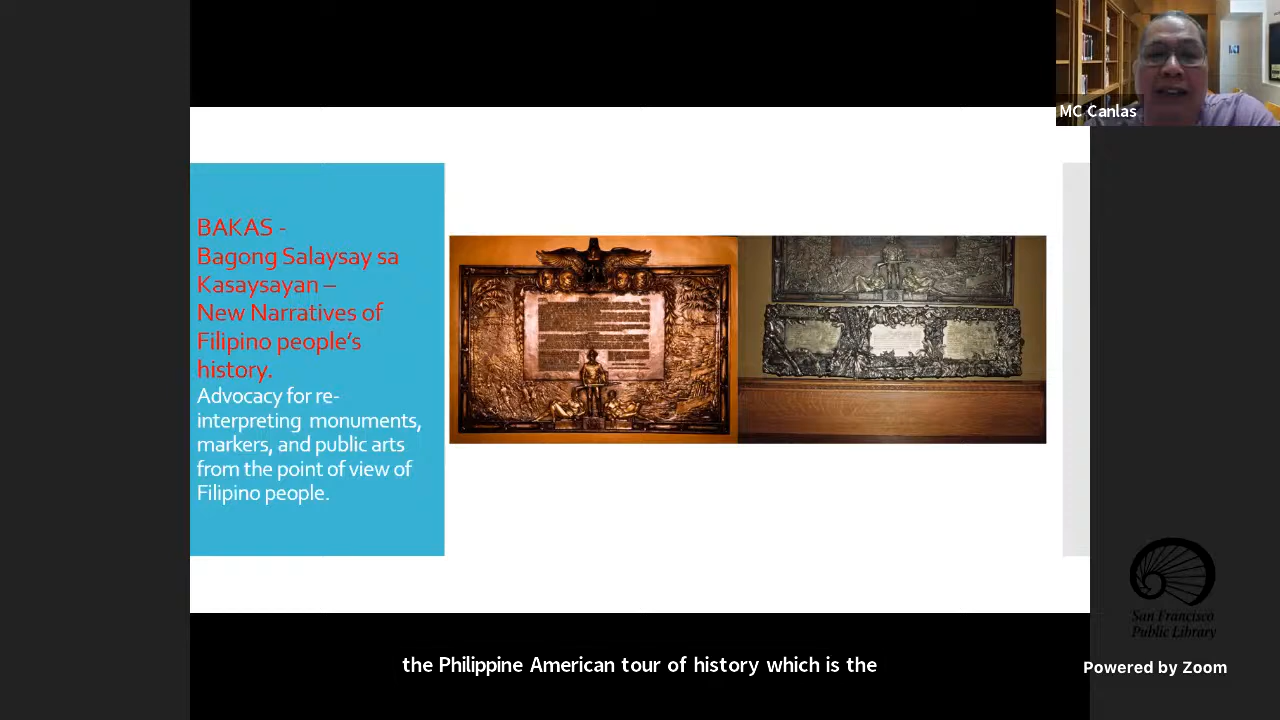 MC Canlas
BAKAS -
Bagong Salaysay sa
Kasaysayan –
New Narratives of
Filipino people's
history.
Advocacy for re-
interpreting monuments,
markers, and public arts
from the point of view of
Filipino people.
San Francisco
Public Library
the Philippine American tour of history which is the
Powered by Zoom